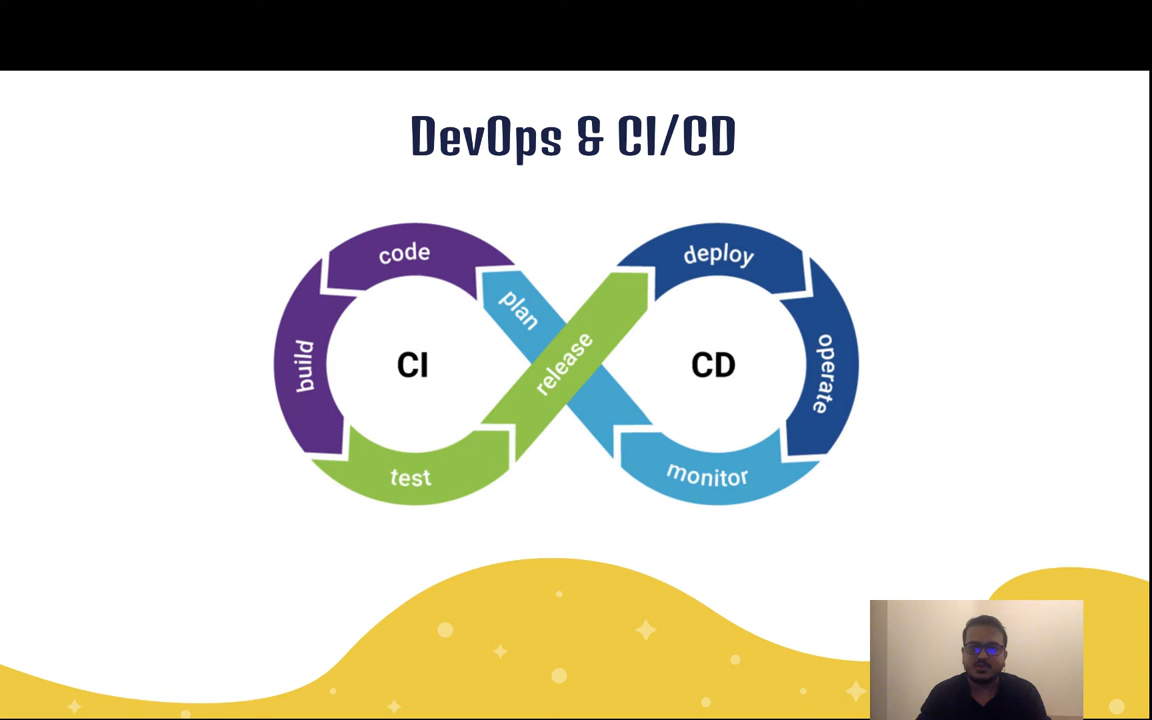 DevOps & CI/CD
code
deploy
plan
build
CI
release
CD
operate
test
monitor